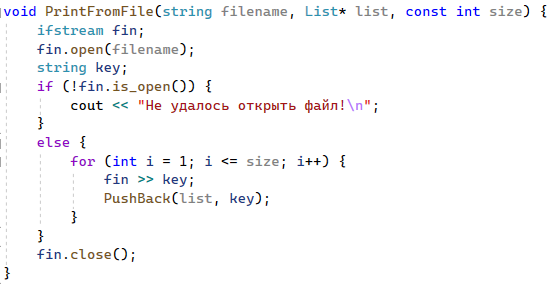 void PrintFromFile(string filename, List* list, const int size) {
    ifstream fin;
    fin.open(filename);
    string key;
    if (!fin.is_open()) {
        cout << "Не удалось открыть файл!\n";
    }
    else {
        for (int i = 1; i <= size; i++) {
            fin >> key;
            PushBack(list, key);
        }
    }
    fin.close();
}